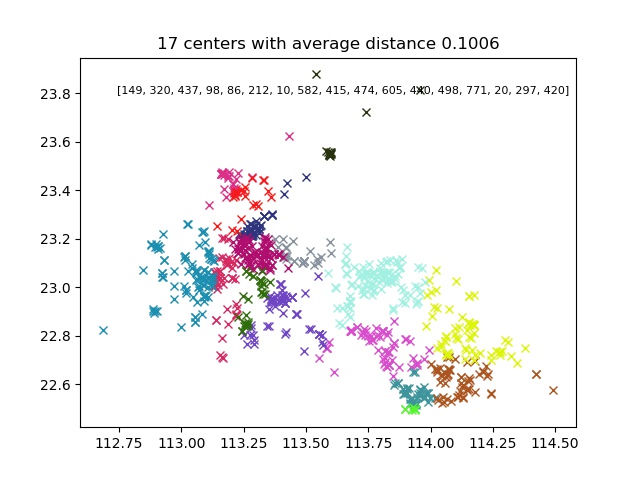 17 centers with average distance 0.1006
[149, 320, 437, 98, 86, 212, 10, 582, 415, 474, 605, 498, 771, 20, 297, 420]
23.8
23.6
23.4
23.2
23.0
22.8
22.6
112.75 113.00 113.25 113.50 113.75 114.00 114.25 114.50